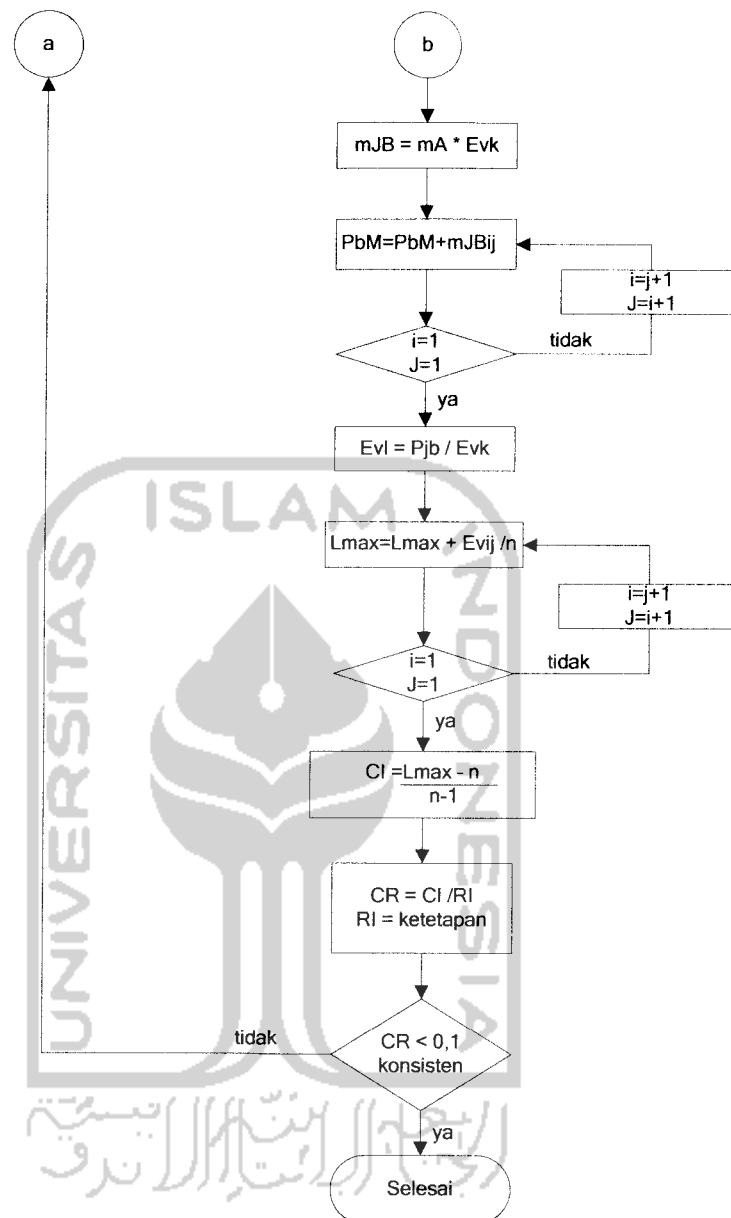 a
b
mJB = mA * Evk
PbM=PbM+mJBij
i=j+1
J=i+1
i=1
J=1
tidak
ya
Evl = Pjb / Evk
Lmax=Lmax + Evij /n
i=j+1
J=i+1
i=1
J=1
tidak
ya
CI =Lmax - n
n-1
CR = CI /RI
RI = ketetapan
tidak
CR < 0,1
konsisten
ya
Selesai
UNIVERSITAS
ISLAM
INDONESIA